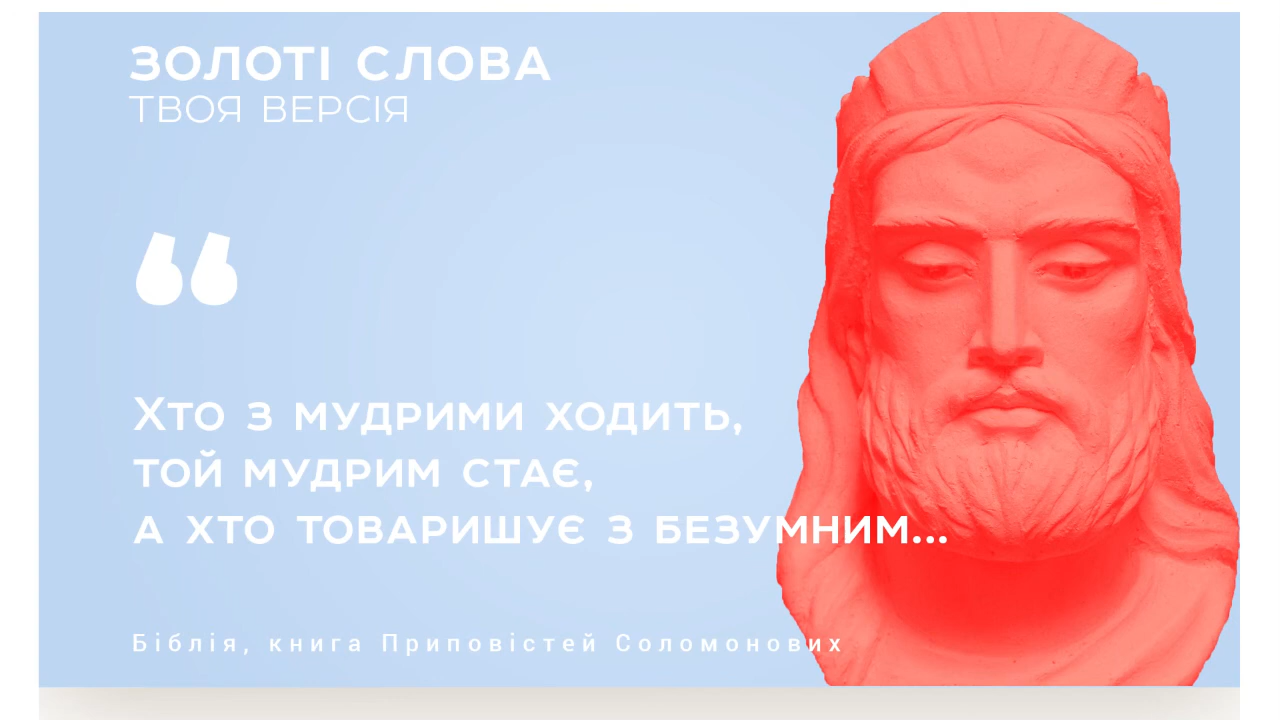 ЗОЛОТІ СЛОВА
ТВОЯ ВЕРСІЯ
“
Хто з мудрими ходить,
той мудрим стає,
а хто товаришує з безумним...
Біблія, книга Приповістей Соломонових